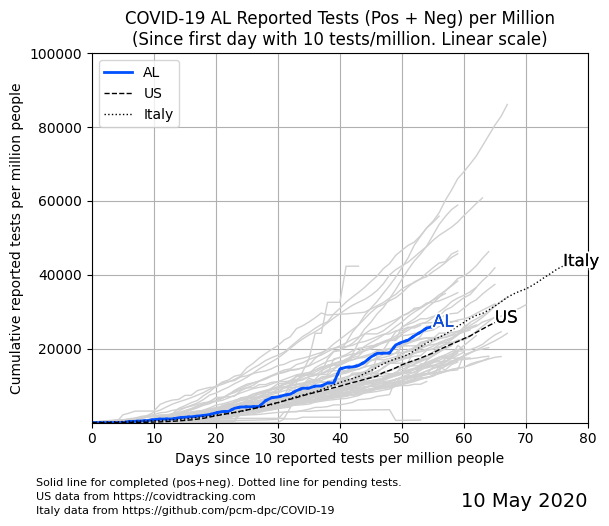 COVID-19 AL Reported Tests (Pos + Neg) per Million
(Since first day with 10 tests/million. Linear scale)
Cumulative reported tests per million people
100000
80000
60000
40000
20000
AL
US
Italy
Italy
US
AL
0
10
20
30
40
50
60
70
80
Days since 10 reported tests per million people
Solid line for completed (pos+neg). Dotted line for pending tests.
US data from https://covidtracking.com
Italy data from https://github.com/pcm-dpc/COVID-19
10 May 2020